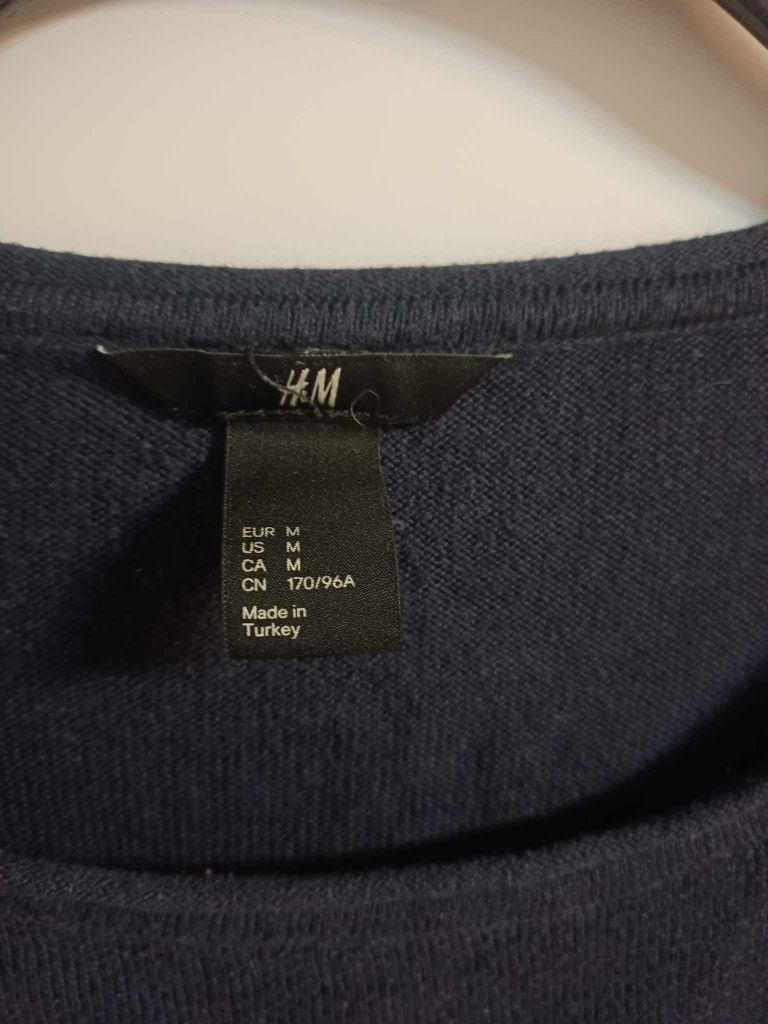 H&M
EUR M
US M
CA M
CN 170/96A
Made in
Turkey